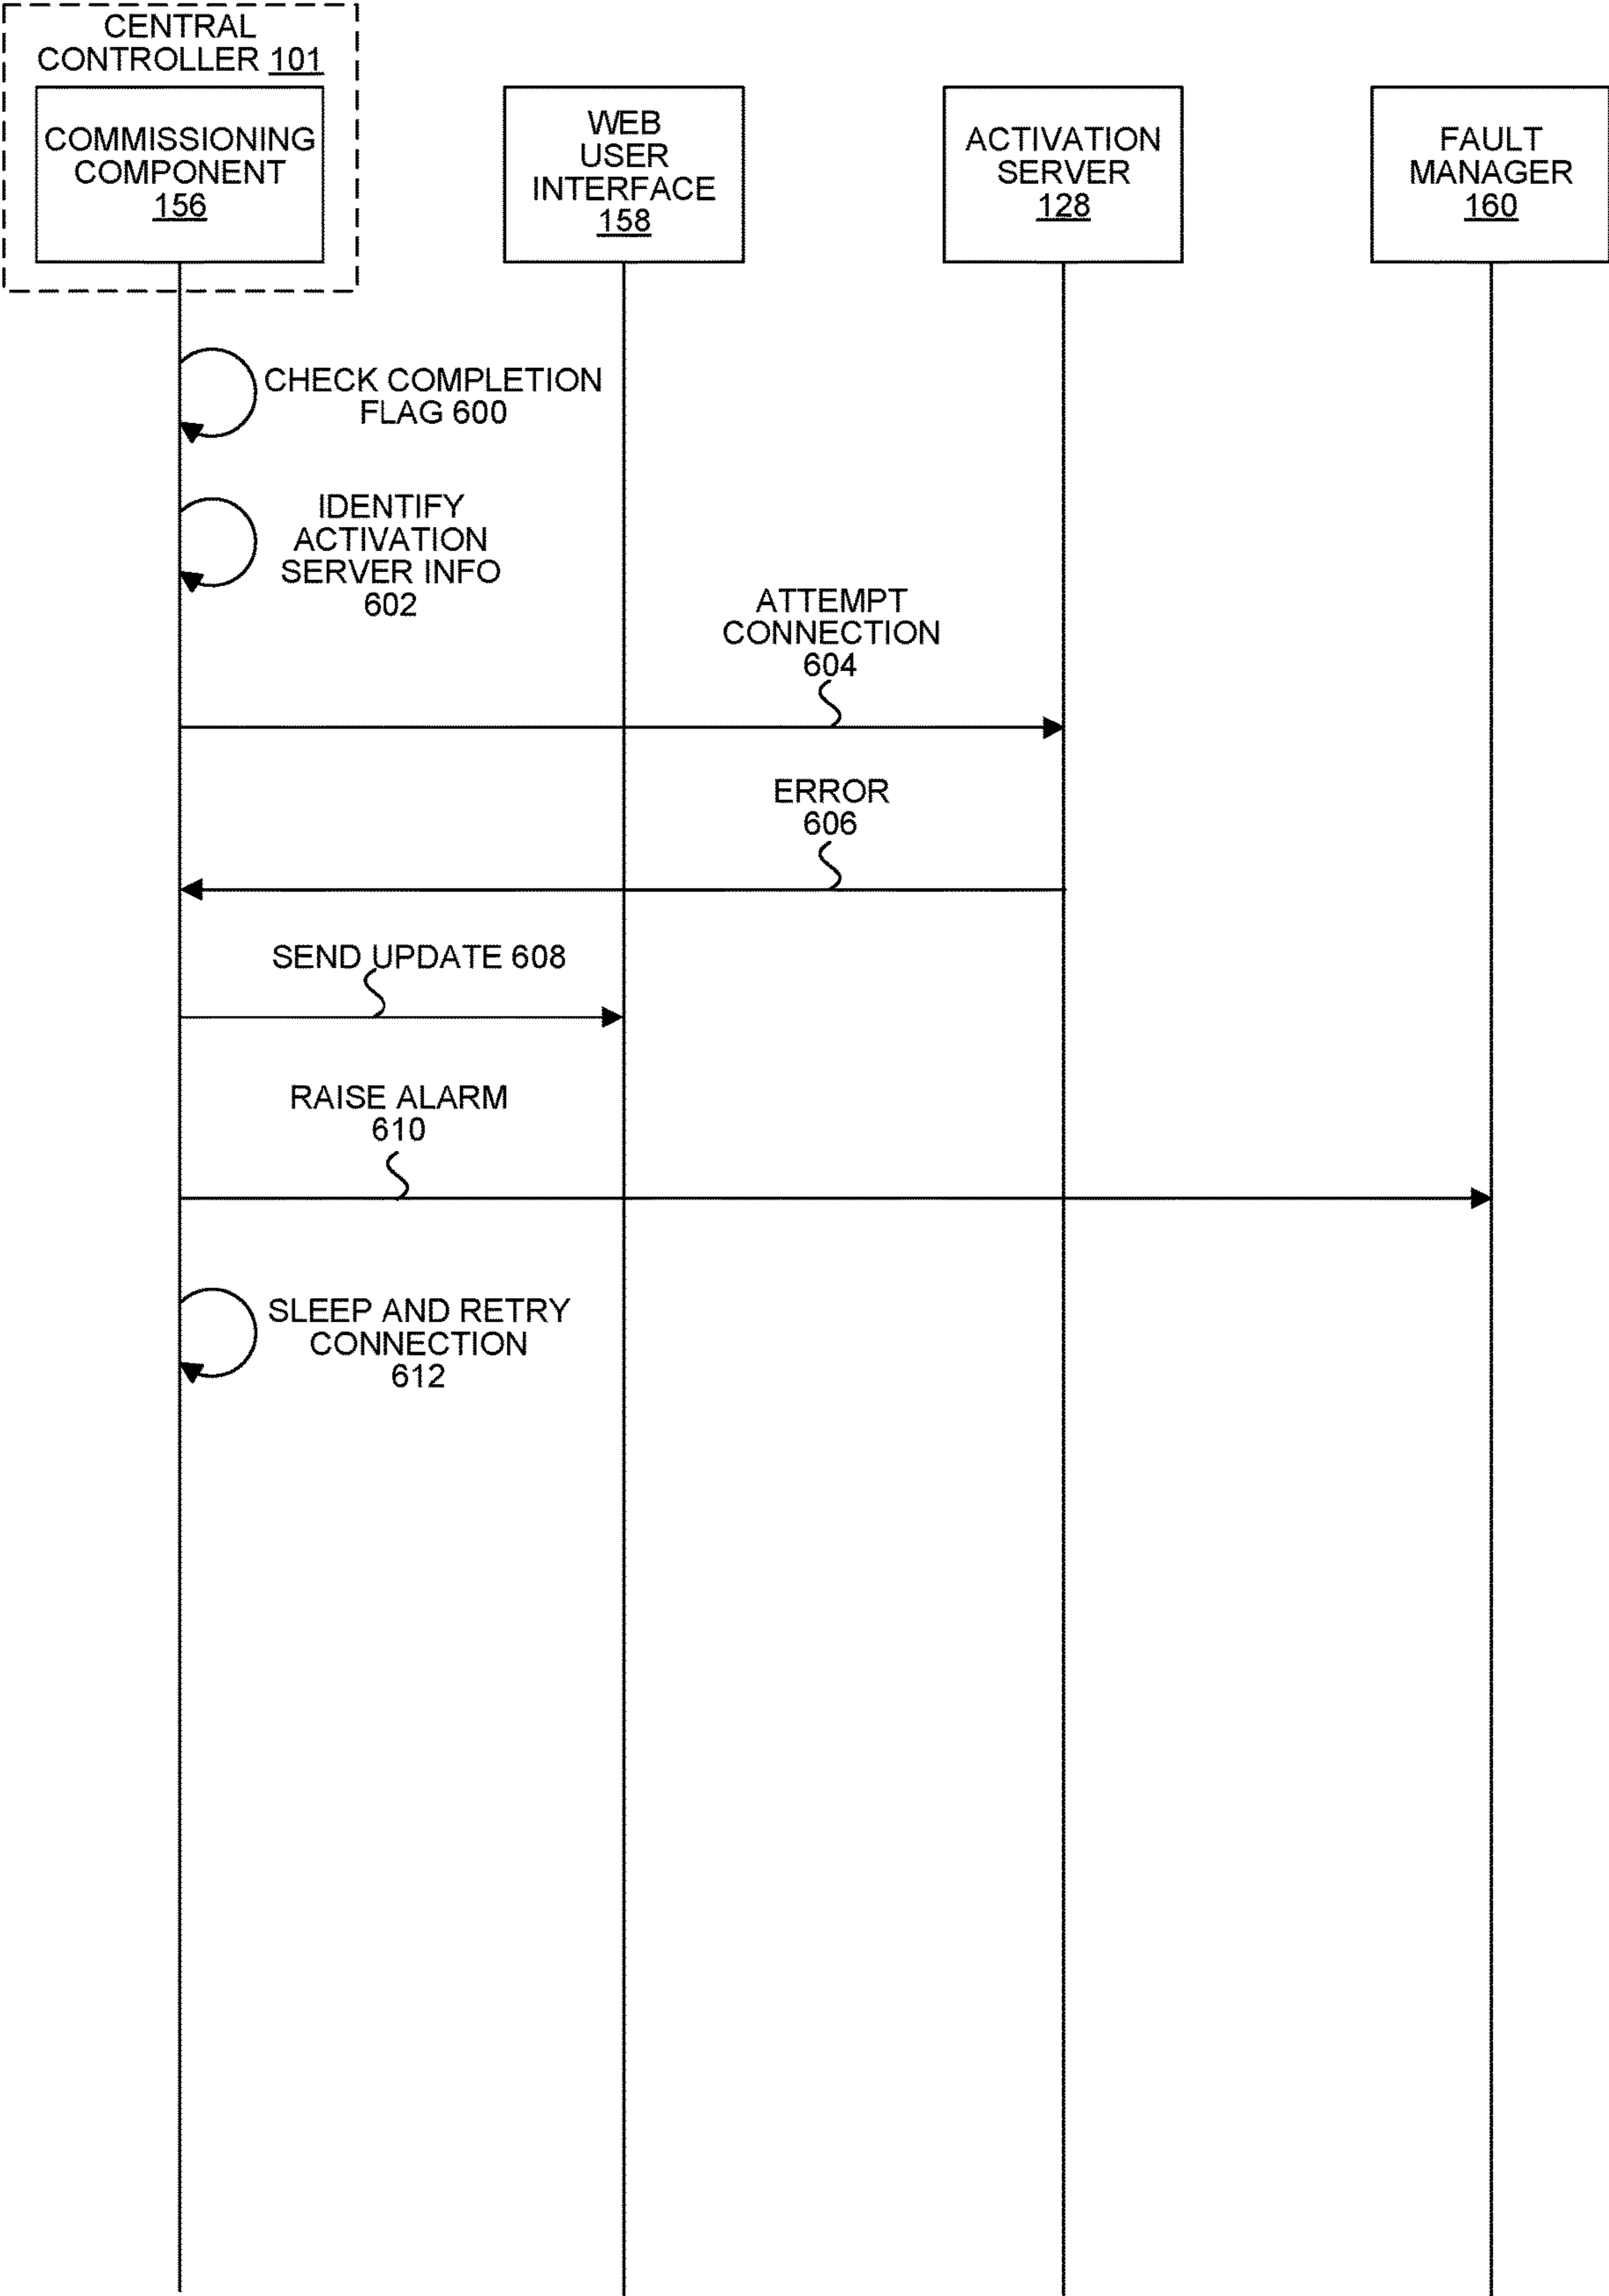 CENTRAL
CONTROLLER 101
COMMISSIONING
COMPONENT
156
WEB
USER
INTERFACE
158
ACTIVATION
SERVER
128
FAULT
MANAGER
160
CHECK COMPLETION
FLAG 600
IDENTIFY
ACTIVATION
SERVER INFO
602
ATTEMPT
CONNECTION
604
ERROR
606
SEND UPDATE 608
RAISE ALARM
610
SLEEP AND RETRY
CONNECTION
612